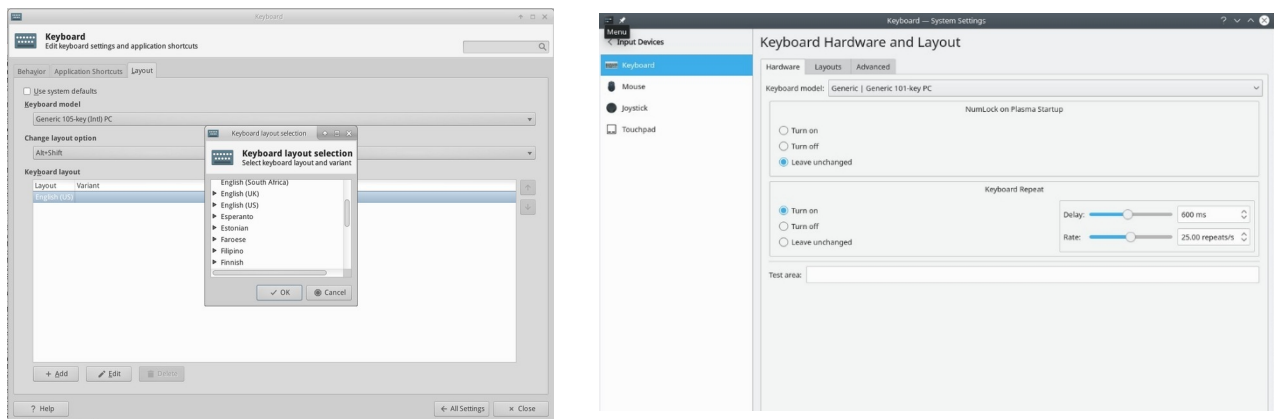 Keyboard
Keyboard
Edit keyboard settings and application shortcuts
Behavior Application Shortcuts Layout
Use system defaults
Keyboard model
Generic 105-key (Intl) PC
Change layout option
Alt+Shift
Keyboard layout
Layout Variant
English (US)
Keyboard layout selection
Keyboard layout selection
Select keyboard layout and variant
English (South Africa)
English (UK)
English (US)
Esperanto
Estonian
Faroese
Filipino
Finnish
OK Cancel
Add Edit Delete
? Help All Settings Close
Keyboard — System Settings
Menu
Input Devices
Keyboard
Mouse
Joystick
Touchpad
Keyboard Hardware and Layout
Hardware Layouts Advanced
Keyboard model: Generic | Generic 101-key PC
NumLock on Plasma Startup
Turn on
Turn off
Leave unchanged
Keyboard Repeat
Turn on
Turn off
Leave unchanged
Delay: 600 ms
Rate: 25.00 repeats/s
Test area: